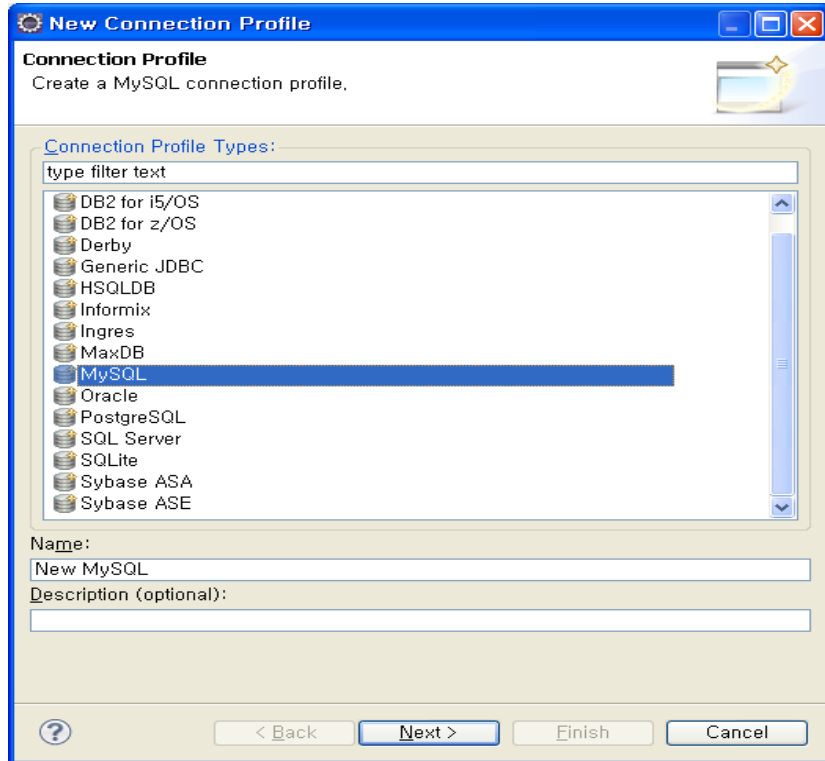 New Connection Profile
Connection Profile
Create a MySQL connection profile.
Connection Profile Types:
type filter text
DB2 for i5/OS
DB2 for z/OS
Derby
Generic JDBC
HSQLDB
Informix
Ingres
MaxDB
MySQL
Oracle
PostgreSQL
SQL Server
SQLite
Sybase ASA
Sybase ASE
Name:
New MySQL
Description (optional):
? < Back Next > Finish Cancel